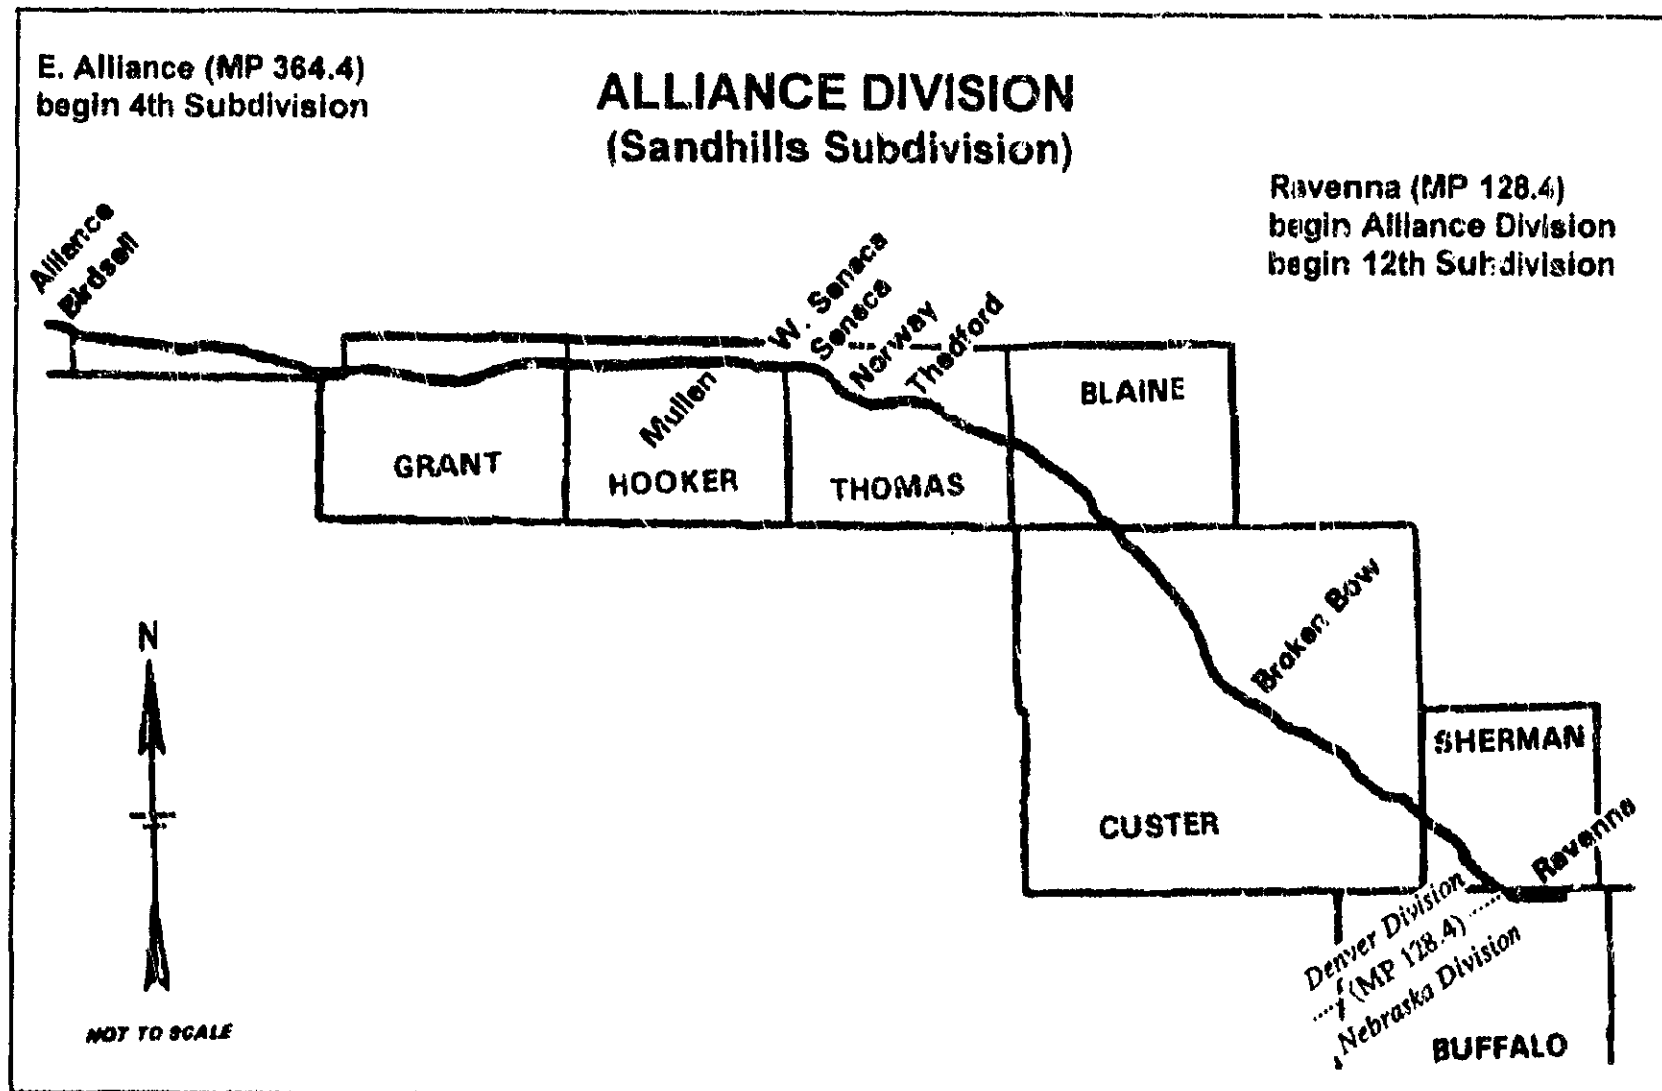 E. Alliance (MP 364.4)
begin 4th Subdivision
ALLIANCE DIVISION
(Sandhills Subdivision)
Ravenna (MP 128.4)
begin Alliance Division
begin 12th Subdivision
Alliance
Birdsell
W. Seneca
Seneca
Norway
Thedford
Mullen
BLAINE
GRANT
HOOKER
THOMAS
Broken Bow
N
SHERMAN
CUSTER
Ravenna
Denver Division
(MP 128.4)
Nebraska Division
NOT TO SCALE
BUFFALO